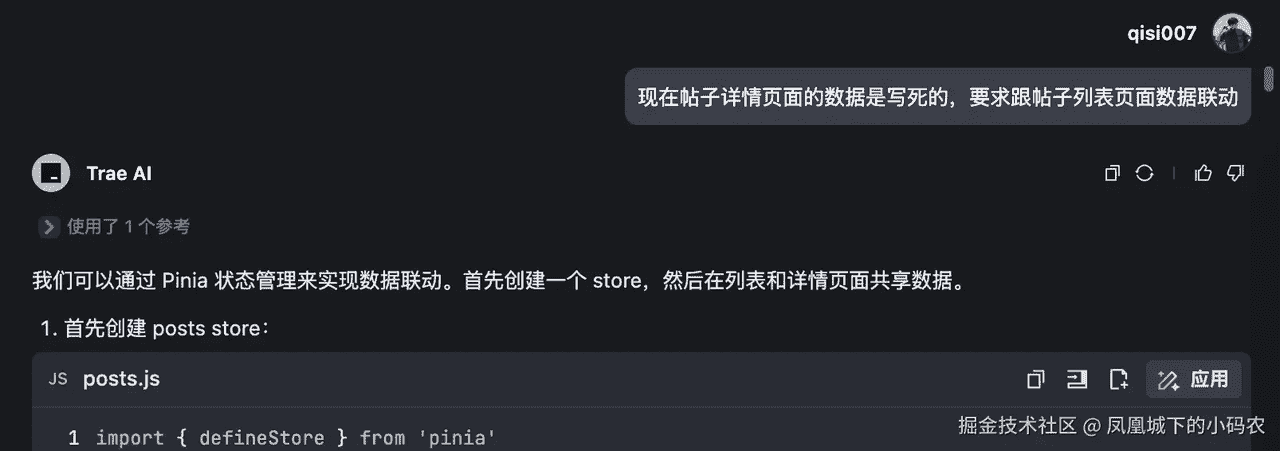 qisi007
现在帖子详情页面的数据是写死的，要求跟帖子列表页面数据联动
Trae AI
使用了 1 个参考
我们可以通过 Pinia 状态管理来实现数据联动。首先创建一个 store，然后在列表和详情页面共享数据。
1. 首先创建 posts store：
JS posts.js 应用
1 import { defineStore } from 'pinia'
掘金技术社区 @ 凤凰城下的小码农